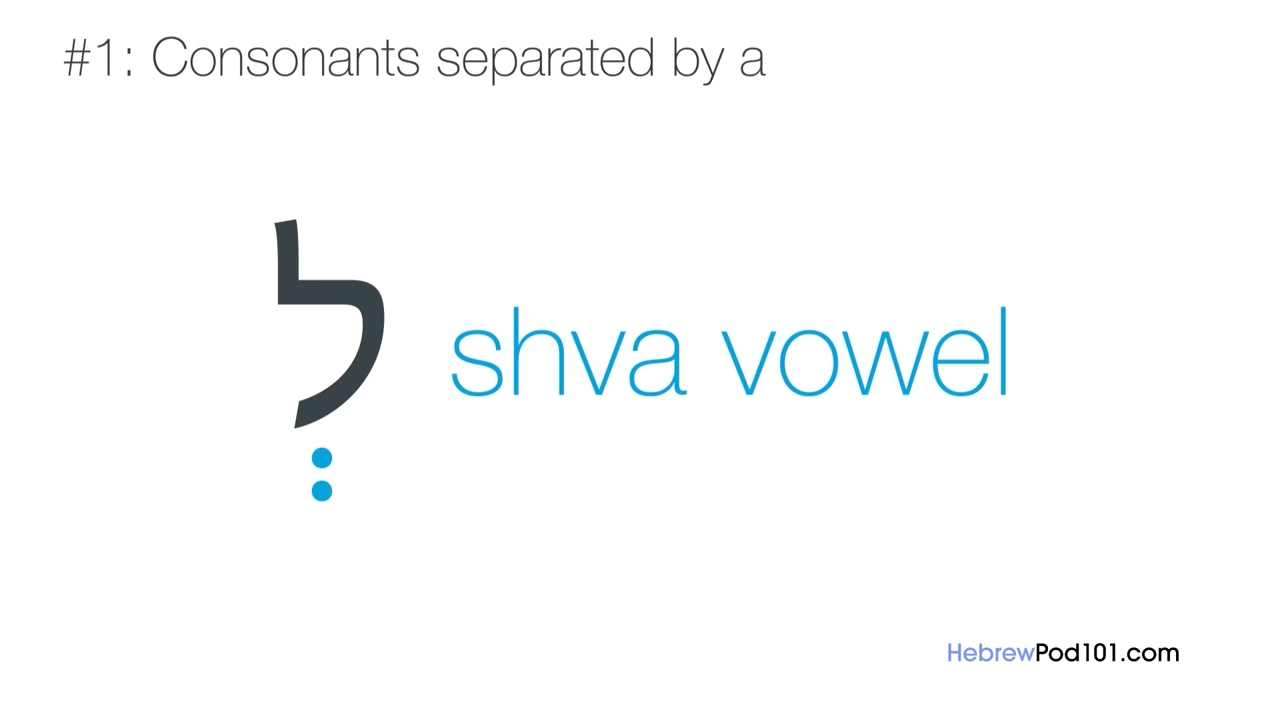 #1: Consonants separated by a
לְ shva vowel
HebrewPod101.com